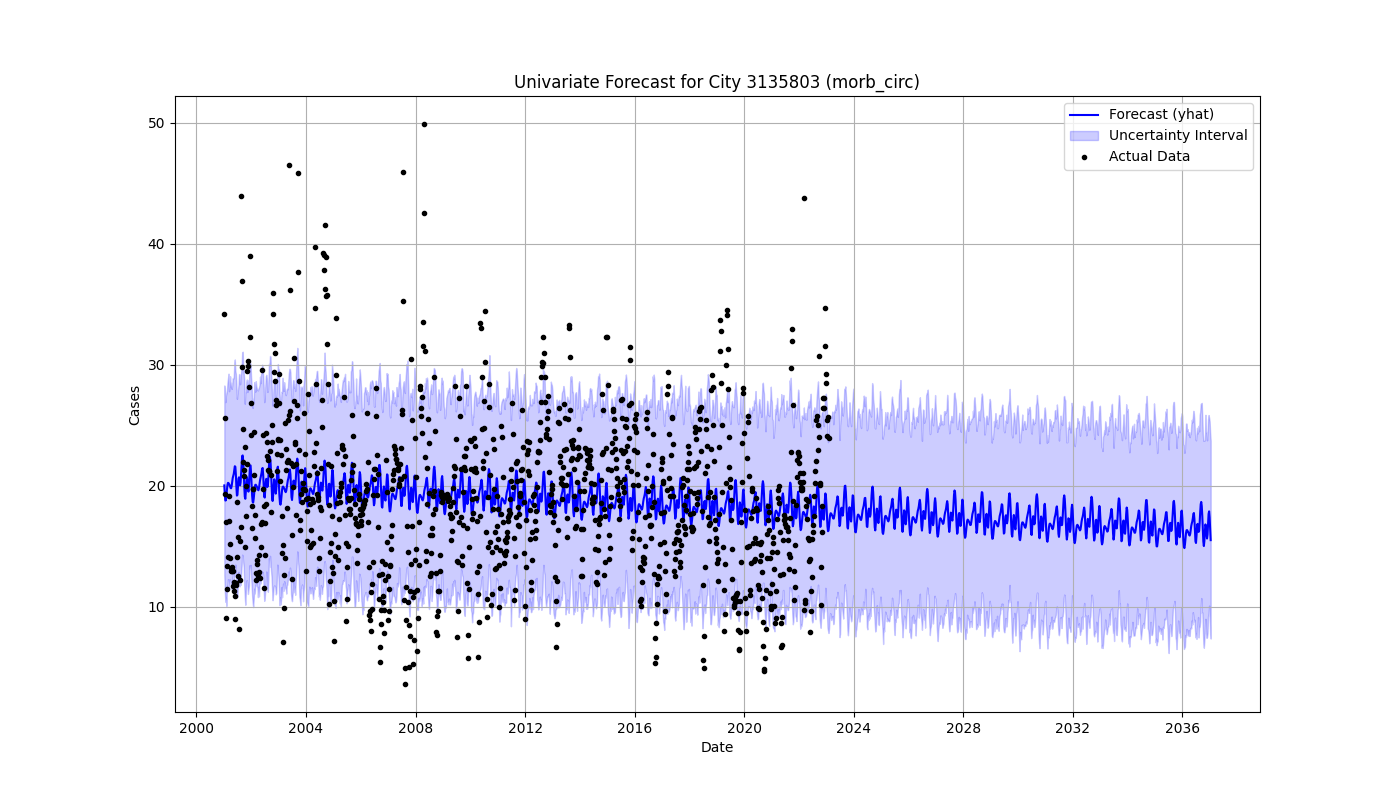 Univariate Forecast for City 3135803 (morb_circ)
Forecast (yhat)
Uncertainty Interval
Actual Data
Cases
50
40
30
20
10
2000 2004 2008 2012 2016 2020 2024 2028 2032 2036
Date